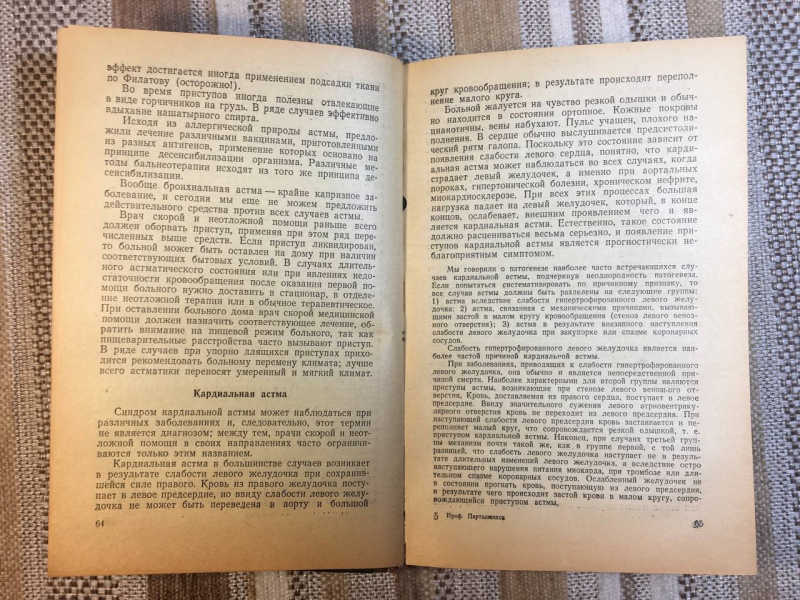 эффект достигается иногда применением подсадки ткани
по Филатову (осторожно!).
Во время приступов иногда полезны отвлекающие
в виде горчичников на грудь. В ряде случаев эффективно
вдыхание нашатырного спирта.
Исходя из аллергической природы астмы, предло-
жили лечение различными вакцинами, приготовленными
из разных антигенов, применение которых основано на
принципе десенсибилизации организма. Различные ме-
тоды бальнеотерапии исходят из того же принципа де-
сенсибилизации.
Вообще бронхиальная астма — крайне капризное за-
болевание, и сегодня мы еще не можем предложить
действительного средства против всех случаев астмы.
Врач скорой и неотложной помощи раньше всего
должен оборвать приступ, применяя при этом ряд пере-
численных выше средств. Если приступ ликвидирован,
то больной может быть оставлен на дому при наличии
соответствующих бытовых условий. В случаях длитель-
ного астматического состояния или при явлениях недо-
статочности кровообращения после оказания первой по-
мощи больного нужно доставить в стационар, в отделе-
ние неотложной терапии или в обычное терапевтическое.
При оставлении больного дома врач скорой медицинской
помощи должен назначить соответствующее лечение, об-
ратить внимание на пищевой режим больного, так как
пищеварительные расстройства часто вызывают приступ.
В ряде случаев при упорно длящихся приступах прихо-
дится рекомендовать больному перемену климата; лучше
всего астматики переносят умеренный и мягкий климат.
Кардиальная астма
Синдром кардиальной астмы может наблюдаться при
различных заболеваниях и, следовательно, этот термин
не является диагнозом; между тем, врачи скорой и неот-
ложной помощи в своих направлениях часто ограничи-
ваются только этим названием.
Кардиальная астма в большинстве случаев возникает
в результате слабости левого желудочка при сохранив-
шейся силе правого. Кровь из правого желудочка посту-
пает в левое предсердие, но ввиду слабости левого желу-
дочка не может быть переведена в аорту и большой
64
круг кровообращения; в результате происходит перепол-
нение малого круга.
Больной жалуется на чувство резкой одышки и обыч-
но находится в состоянии ортопное. Кожные покровы
цианотичны, вены набухают. Пульс учащен, плохого на-
полнения. В сердце обычно выслушивается предсистоли-
ческий ритм галопа. Поскольку это состояние зависит от
появления слабости левого сердца, понятно, что карди-
альная астма может наблюдаться во всех случаях, когда
страдает левый желудочек, а именно при аортальных
пороках, гипертонической болезни, хроническом нефрите,
миокардиосклерозе. При всех этих процессах большая
нагрузка падает на левый желудочек, который, в конце
концов, ослабевает, внешним проявлением чего и яв-
ляется кардиальная астма. Естественно, такое состояние
должно расцениваться весьма серьезно, и появление при-
ступов кардиальной астмы является прогностически не-
благоприятным симптомом.
Мы говорили о патогенезе наиболее часто встречающихся слу-
чаев кардиальной астмы, подчеркнув неоднородность патогенеза.
Если попытаться систематизировать по причинному признаку, то
все случаи астмы должны быть разделены на следующие группы:
1) астма вследствие слабости гипертрофированного левого желу-
дочка; 2) астма, связанная с механическими причинами, вызываю-
щими застой в малом кругу кровообращения (стеноз левого веноз-
ного отверстия); 3) астма в результате внезапного наступления
слабости левого желудочка при закупорке или спазме коронарных
сосудов.
Слабость гипертрофированного левого желудочка является наи-
более частой причиной кардиальной астмы.
При заболеваниях, приводящих к слабости гипертрофированного
левого желудочка, она обычно и является непосредственной при-
чиной смерти. Наиболее характерными для второй группы являются
приступы астмы, возникающие при стенозе левого венозного от-
верстия. Кровь, доставляемая из правого сердца, поступает в левое
предсердие. Ввиду значительного сужения левого атриовентрику-
лярного отверстия кровь не переходит из левого предсердия. При
наступающей слабости левого предсердия кровь застаивается и пе-
реполняет малый круг, что сопровождается резкой одышкой, т. е.
приступом кардиальной астмы. Наконец, при случаях третьей груп-
пы механизм почти такой же, как в группе первой, с той лишь
разницей, что слабость левого желудочка наступает не в резуль-
тате длительных изменений левого желудочка, а вследствие остро
наступающего нарушения питания миокарда, при тромбозе или дли-
тельном спазме коронарных сосудов. Ослабленный желудочек не
в состоянии прогнать кровь, поступающую из левого предсердия,
в результате чего происходит застой крови в малом кругу, сопро-
вождающийся приступом астмы,
5 Проф.
65